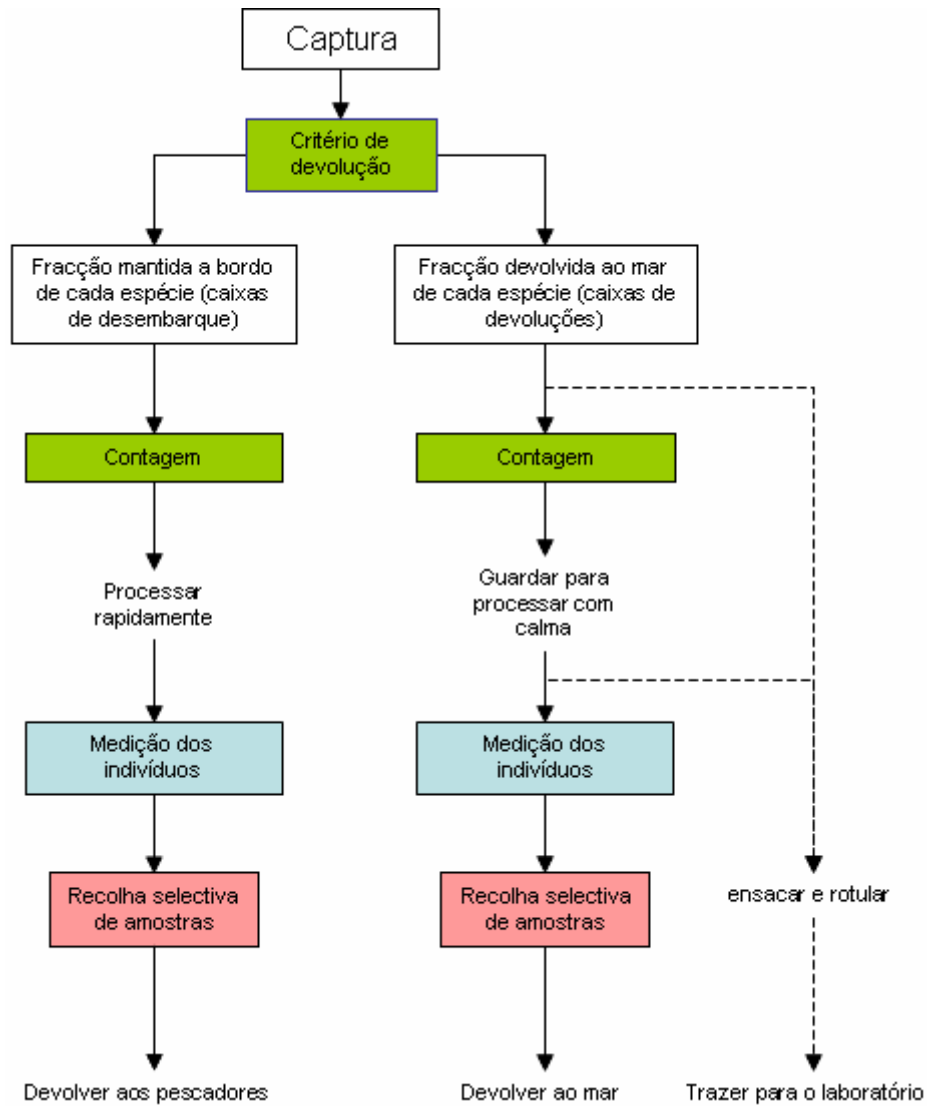 Captura
Critério de
devolução
Fracção mantida a bordo
de cada espécie (caixas
de desembarque)
Fracção devolvida ao mar
de cada espécie (caixas de
devoluções)
Contagem
Contagem
Processar
rapidamente
Guardar para
processar com
calma
Medição dos
indivíduos
Medição dos
indivíduos
Recolha selectiva
de amostras
Recolha selectiva
de amostras
ensacar e rotular
Devolver aos pescadores
Devolver ao mar
Trazer para o laboratório